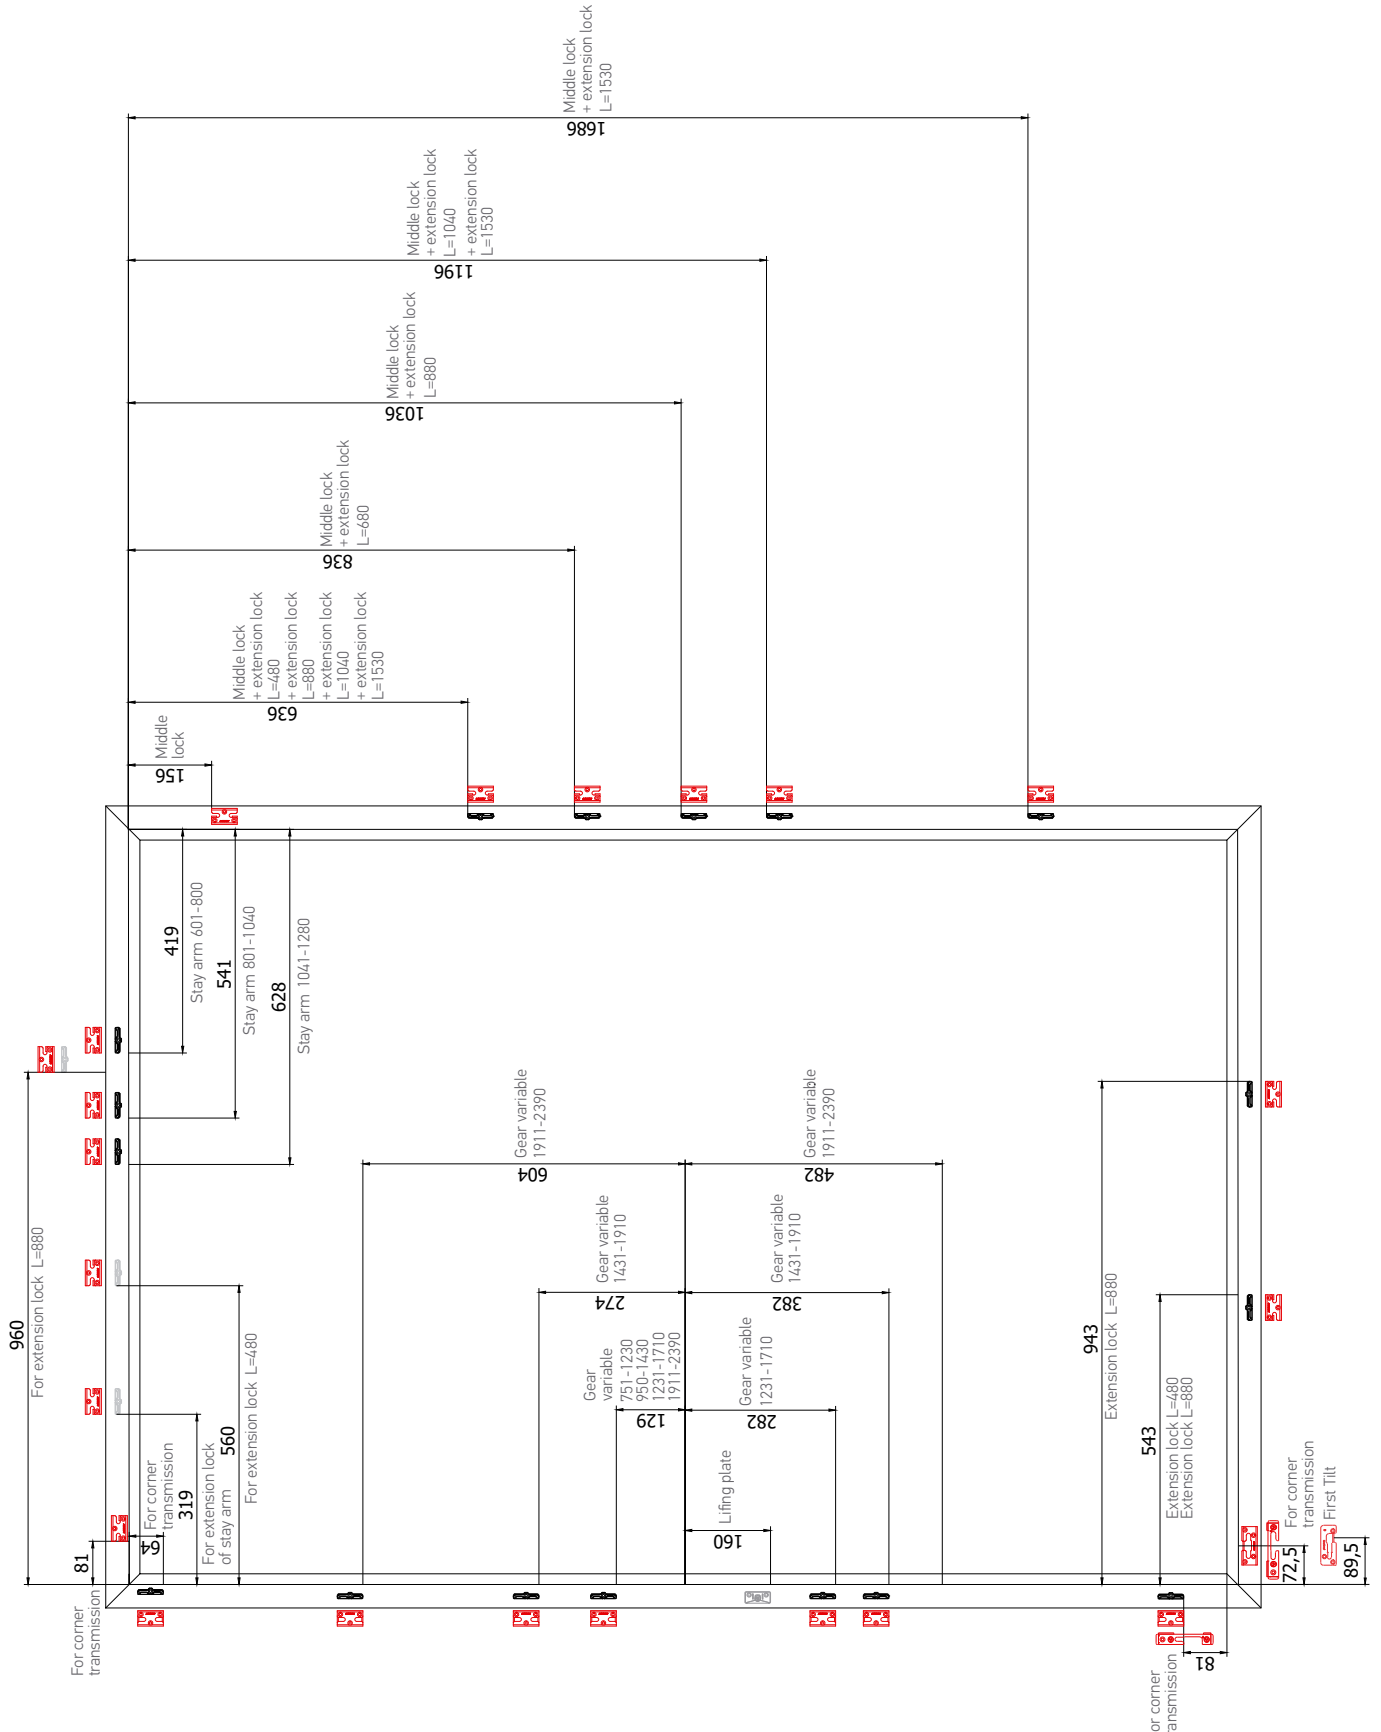 960
For extension lock L=880
81
For corner
transmission
64
For corner
transmission
319
For extension lock
of stay arm
560
For extension lock L=480
419
Stay arm 601-800
541
Stay arm 801-1040
628
Stay arm 1041-1280
156
Middle
lock
636
Middle lock
+ extension lock
L=480
+ extension lock
L=880
+ extension lock
L=1040
+ extension lock
L=1530
836
Middle lock
+ extension lock
L=680
1036
Middle lock
+ extension lock
L=880
1196
Middle lock
+ extension lock
L=1040
+ extension lock
L=1530
1686
Middle lock
+ extension lock
L=1530
604
Gear variable
1911-2390
482
Gear variable
1911-2390
274
Gear variable
1431-1910
382
Gear variable
1431-1910
129
Gear
variable
751-1230
950-1430
1231-1710
1911-2390
282
Gear variable
1231-1710
160
Lifing plate
943
Extension lock L=880
543
Extension lock L=480
Extension lock L=880
81
or corner
ansmission
72,5
For corner
transmission
89,5
First Tilt